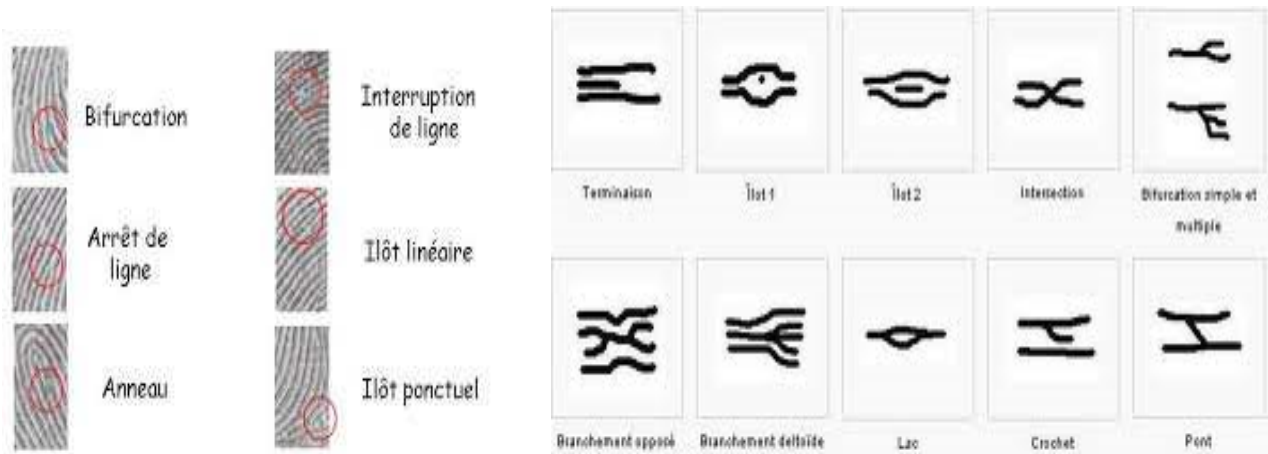 Bifurcation
Interruption
de ligne
Arrêt de
ligne
Ilôt linéaire
Anneau
Ilôt ponctuel
Terminaison
Îlot 1
Îlot 2
Intersection
Bifurcation simple et
multiple
Branchement opposé
Branchement deltoïde
Lac
Crochet
Pont